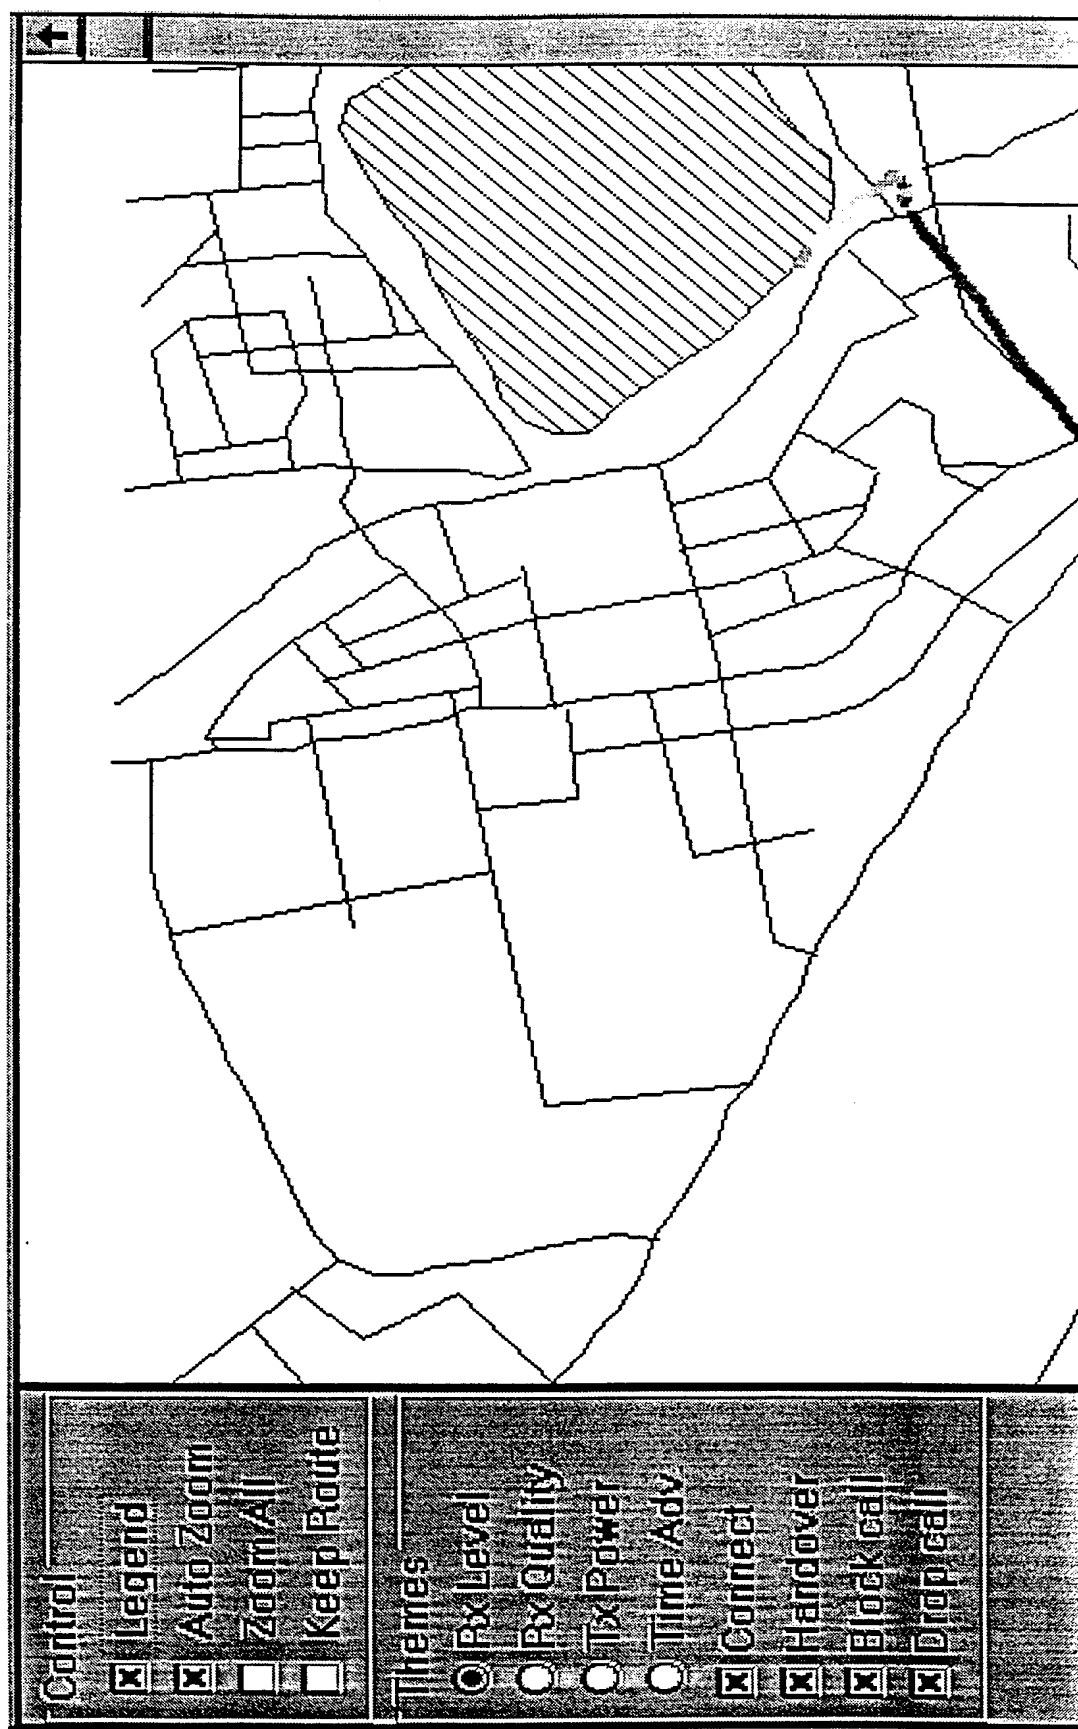 Control
Legend
Auto Zoom
Zoom All
Keep Route
Themes
Rx Level
Rx Quality
Tx Power
Time Adv
Connect
Handover
Block call
Drop call